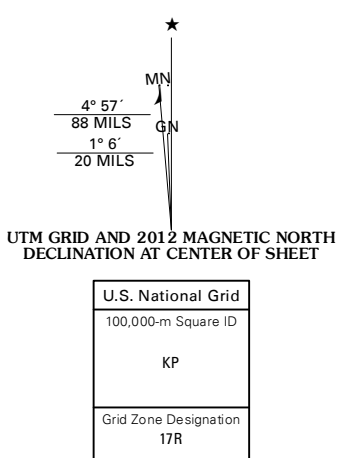 ★
MN
4° 57´
88 MILS
GN
1° 6´
20 MILS
UTM GRID AND 2012 MAGNETIC NORTH
DECLINATION AT CENTER OF SHEET
U.S. National Grid
100,000-m Square ID
KP
Grid Zone Designation
17R